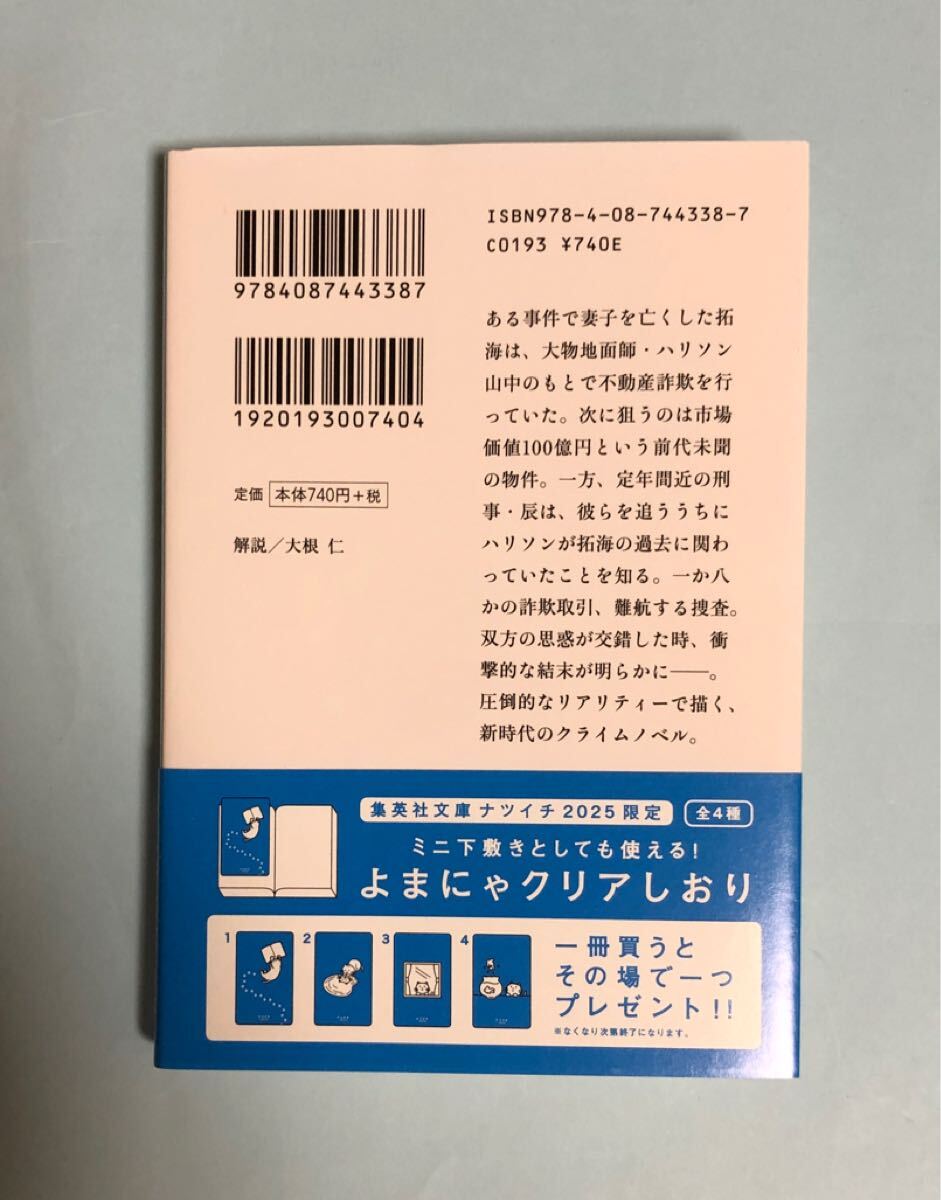 9784087443387
1920193007404
定価 本体740円+税
解説／大根 仁
ISBN978-4-08-744338-7
C0193 ¥740E
ある事件で妻子を亡くした拓
海は、大物地面師・ハリソン
山中のもとで不動産詐欺を行
っていた。次に狙うのは市場
価値100億円という前代未聞
の物件。一方、定年間近の刑
事・辰は、彼らを追ううちに
ハリソンが拓海の過去に関わ
っていたことを知る。一か八
かの詐欺取引、難航する捜査。
双方の思惑が交錯した時、衝
撃的な結末が明らかに――。
圧倒的なリアリティーで描く、
新時代のクライムノベル。
集英社文庫 ナツイチ2025限定 全4種
ミニ下敷きとしても使える!
よまにゃクリアしおり
1 2 3 4
一冊買うと
その場で一つ
プレゼント!!
※なくなり次第終了になります。